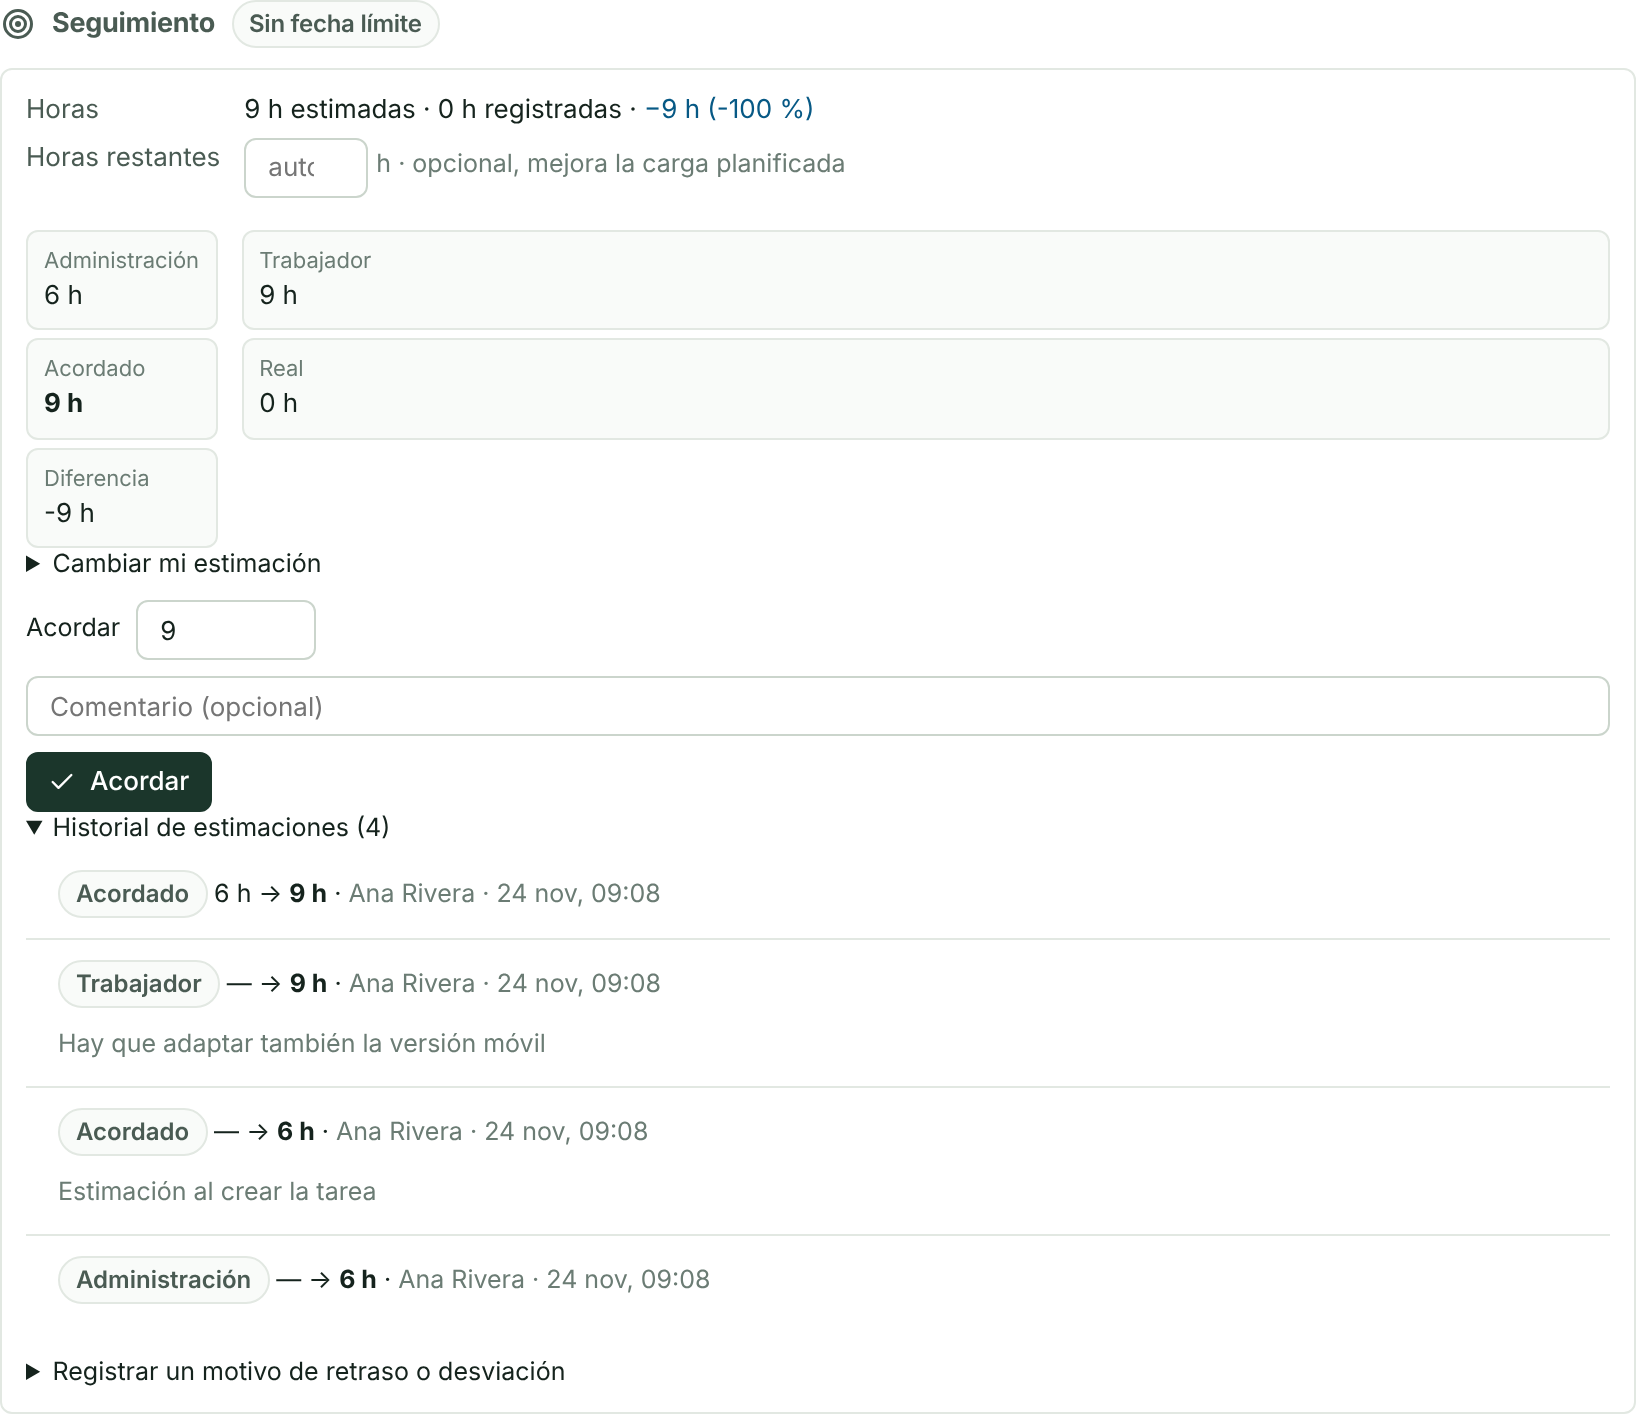 Seguimiento Sin fecha límite
Horas 9 h estimadas · 0 h registradas · −9 h (-100 %)
Horas restantes auto h · opcional, mejora la carga planificada
Administración Trabajador
6 h 9 h
Acordado Real
9 h 0 h
Diferencia
-9 h
Cambiar mi estimación
Acordar 9
Comentario (opcional)
Acordar
Historial de estimaciones (4)
Acordado 6 h → 9 h · Ana Rivera · 24 nov, 09:08
Trabajador — → 9 h · Ana Rivera · 24 nov, 09:08
Hay que adaptar también la versión móvil
Acordado — → 6 h · Ana Rivera · 24 nov, 09:08
Estimación al crear la tarea
Administración — → 6 h · Ana Rivera · 24 nov, 09:08
Registrar un motivo de retraso o desviación